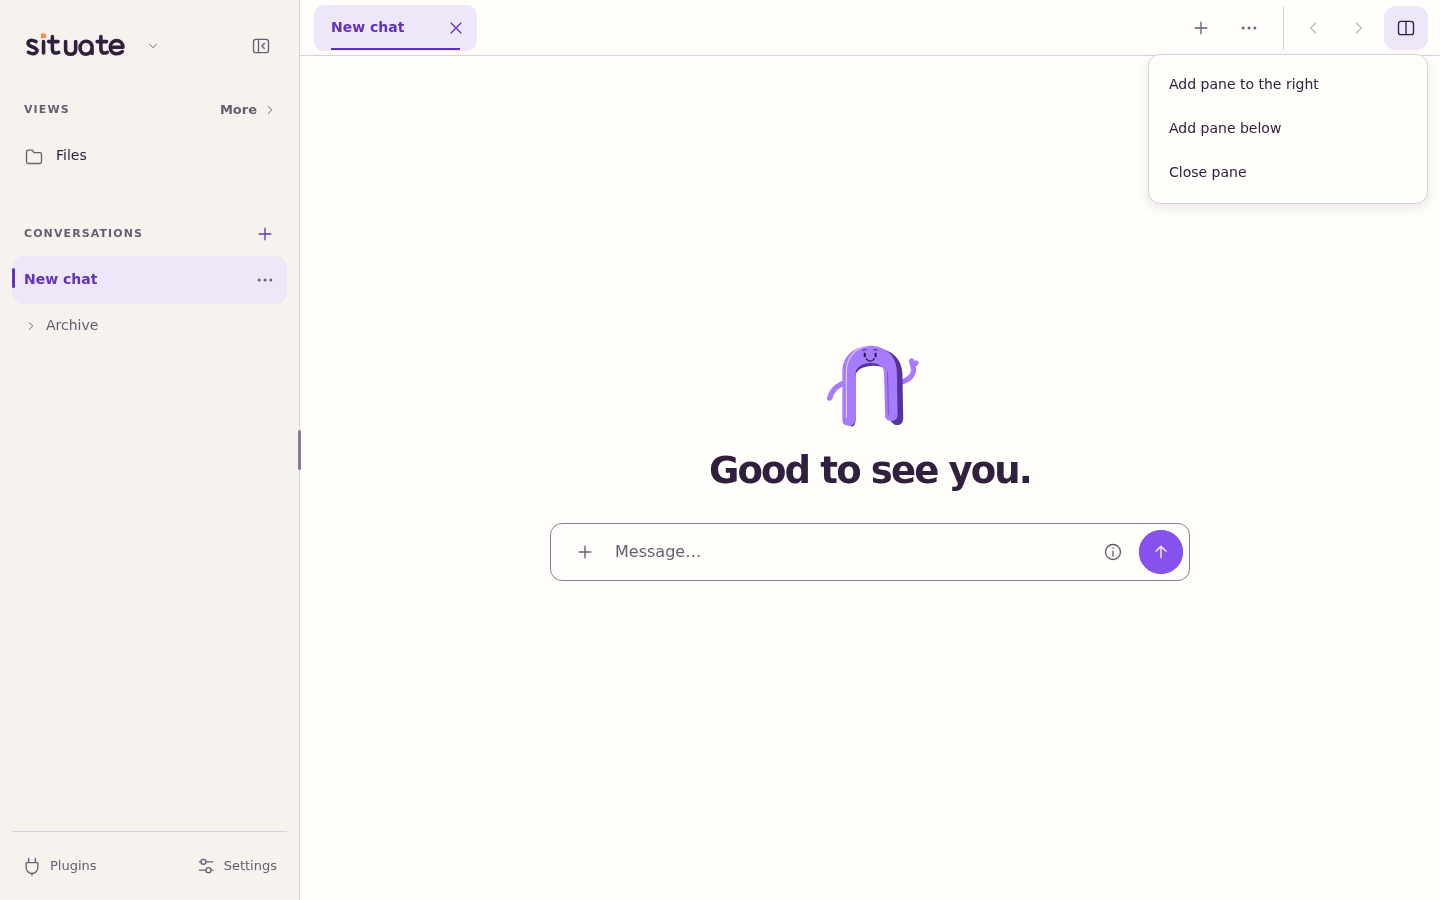 situate
VIEWS
More
Files
CONVERSATIONS
New chat
Archive
Plugins
Settings
New chat
Add pane to the right
Add pane below
Close pane
Good to see you.
Message...